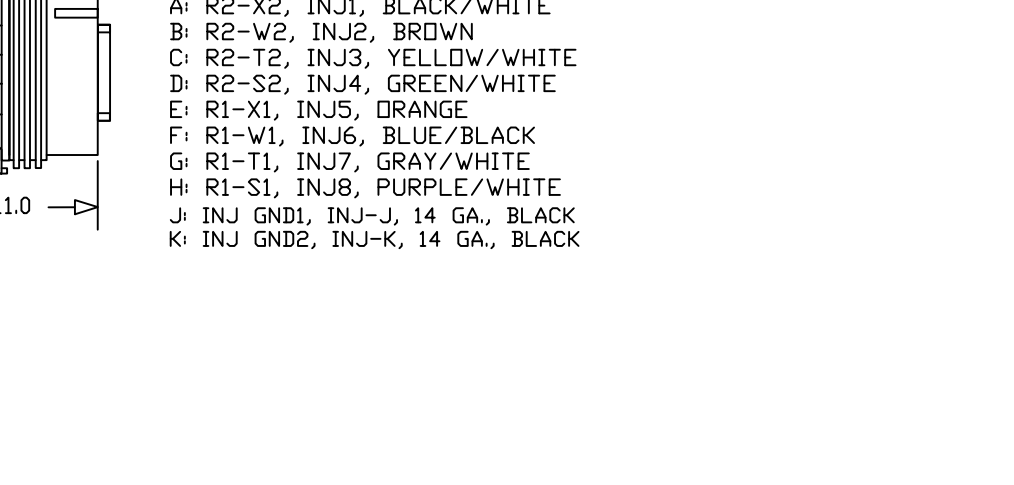 A: R2-X2, INJ1, BLACK/WHITE
B: R2-W2, INJ2, BROWN
C: R2-T2, INJ3, YELLOW/WHITE
D: R2-S2, INJ4, GREEN/WHITE
E: R1-X1, INJ5, ORANGE
F: R1-W1, INJ6, BLUE/BLACK
G: R1-T1, INJ7, GRAY/WHITE
H: R1-S1, INJ8, PURPLE/WHITE
1.0
J: INJ GND1, INJ-J, 14 GA., BLACK
K: INJ GND2, INJ-K, 14 GA., BLACK